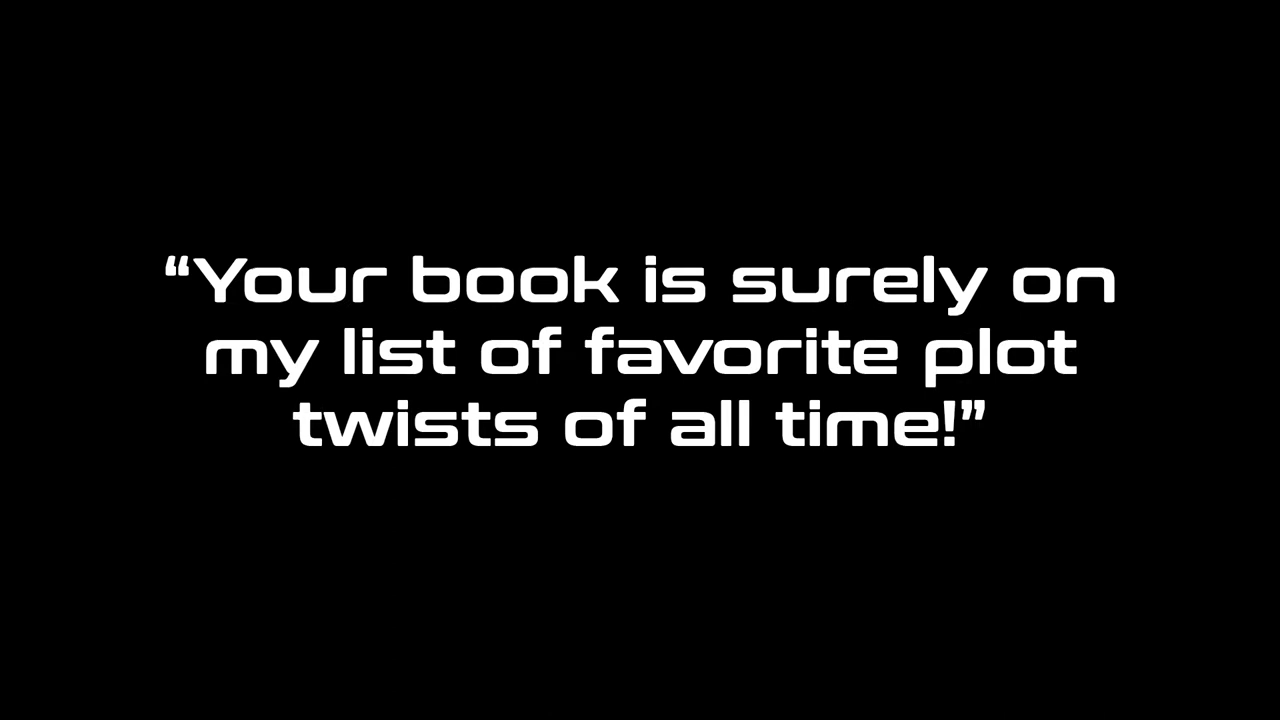 “Your book is surely on
my list of favorite plot
twists of all time!”